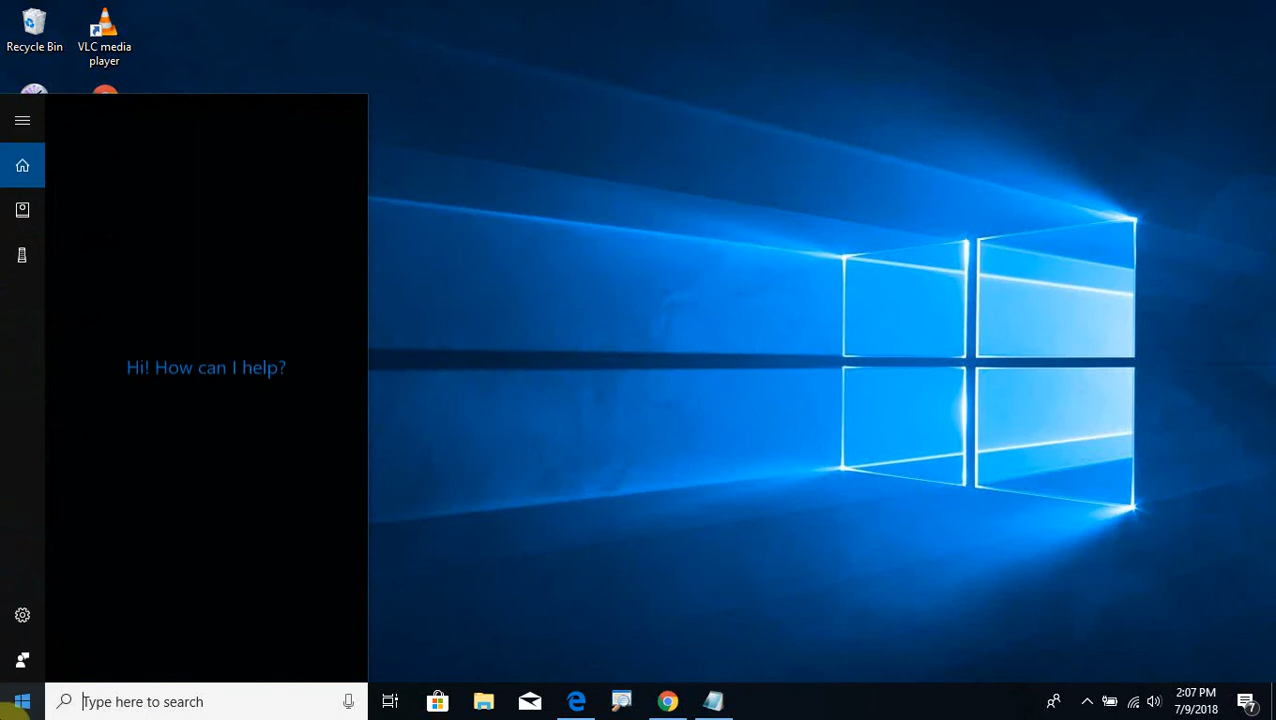 Recycle Bin
VLC media
player
Hi! How can I help?
Type here to search
2:07 PM
7/9/2018
7